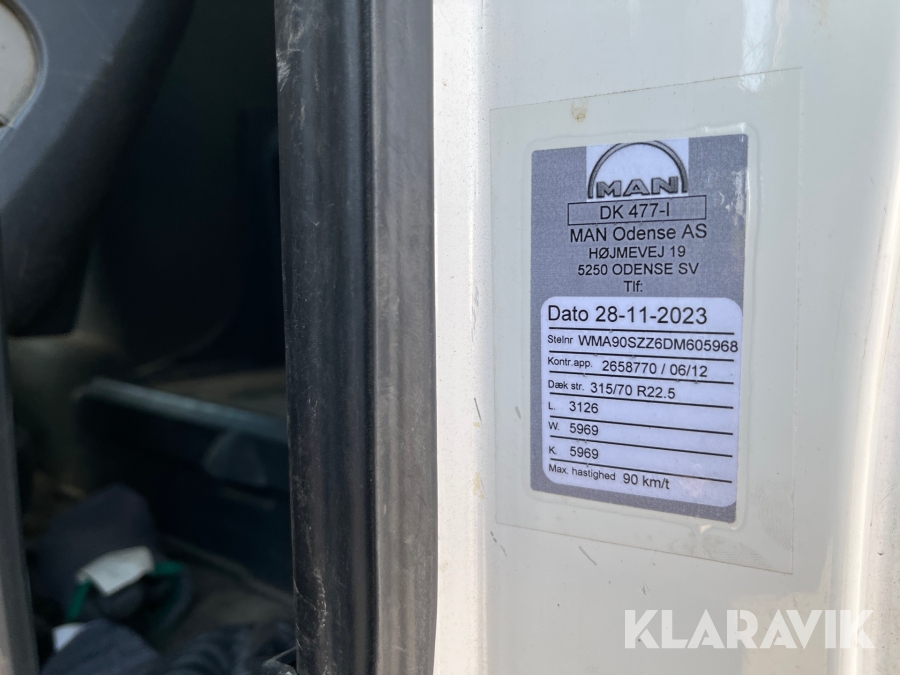 MAN
DK 477-I
MAN Odense AS
HØJMEVEJ 19
5250 ODENSE SV
Tlf:
Dato 28-11-2023
Stelnr WMA90SZZ6DM605968
Kontr.app. 2658770 / 06/12
Dæk str. 315/70 R22.5
L. 3126
W. 5969
K. 5969
Max. hastighed 90 km/t
KLARAVIK